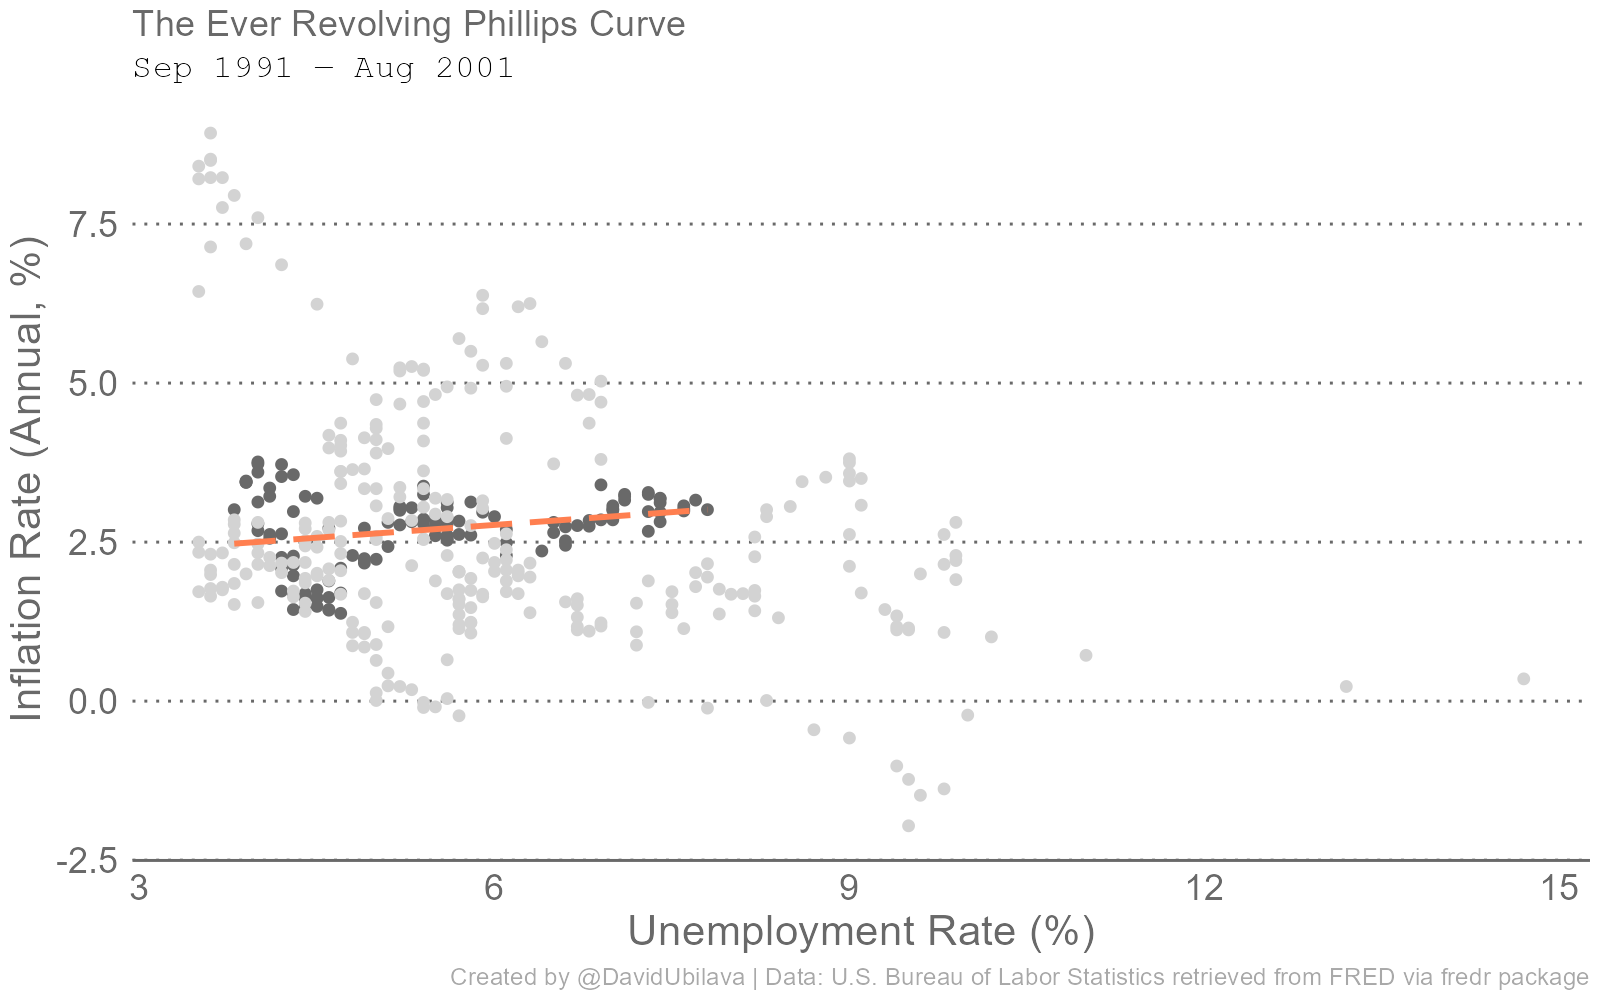 The Ever Revolving Phillips Curve
Sep 1991 – Aug 2001
Inflation Rate (Annual, %)
7.5
5.0
2.5
0.0
-2.5
3 6 9 12 15
Unemployment Rate (%)
Created by @DavidUbilava | Data: U.S. Bureau of Labor Statistics retrieved from FRED via fredr package